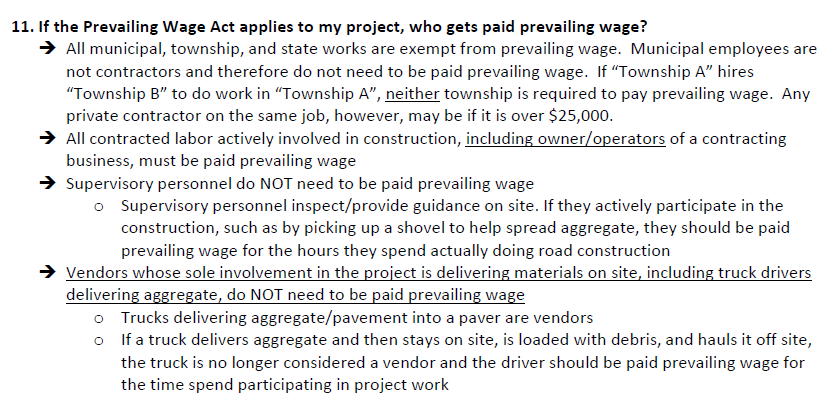 11. If the Prevailing Wage Act applies to my project, who gets paid prevailing wage?
➔ All municipal, township, and state works are exempt from prevailing wage. Municipal employees are
not contractors and therefore do not need to be paid prevailing wage. If “Township A” hires
“Township B” to do work in “Township A”, neither township is required to pay prevailing wage. Any
private contractor on the same job, however, may be if it is over $25,000.
➔ All contracted labor actively involved in construction, including owner/operators of a contracting
business, must be paid prevailing wage
➔ Supervisory personnel do NOT need to be paid prevailing wage
o Supervisory personnel inspect/provide guidance on site. If they actively participate in the
construction, such as by picking up a shovel to help spread aggregate, they should be paid
prevailing wage for the hours they spend actually doing road construction
➔ Vendors whose sole involvement in the project is delivering materials on site, including truck drivers
delivering aggregate, do NOT need to be paid prevailing wage
o Trucks delivering aggregate/pavement into a paver are vendors
o If a truck delivers aggregate and then stays on site, is loaded with debris, and hauls it off site,
the truck is no longer considered a vendor and the driver should be paid prevailing wage for
the time spend participating in project work